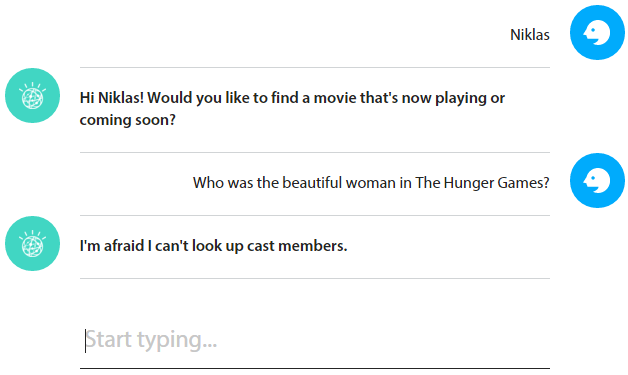 Niklas
Hi Niklas! Would you like to find a movie that's now playing or
coming soon?
Who was the beautiful woman in The Hunger Games?
I'm afraid I can't look up cast members.
Start typing...